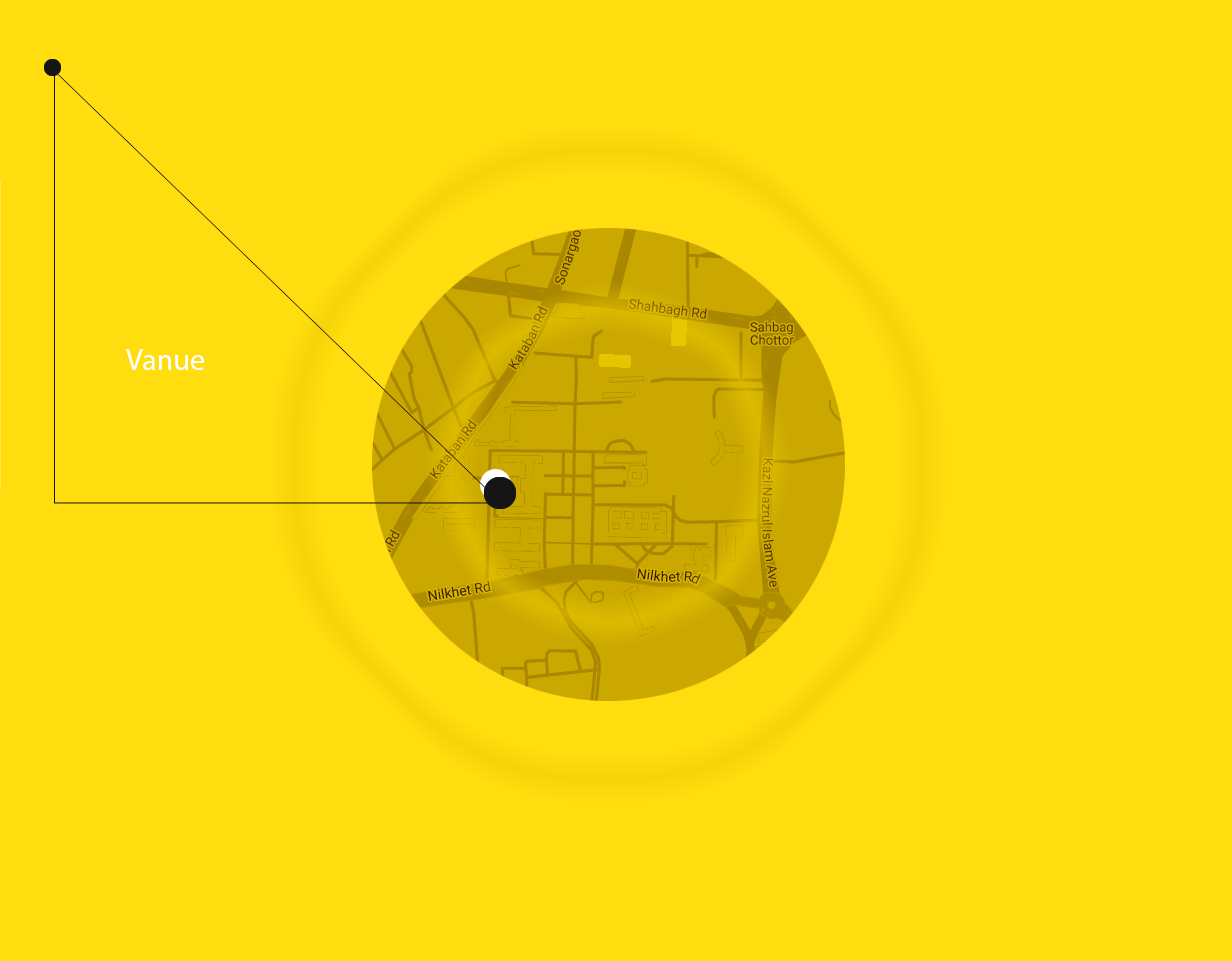 Sonargao
Shahbagh Rd
Sahbag
Chottor
Kataban Rd
Vanue
Kataban Rd
Kazi Nazrul Islam Ave
Rd
Nilkhet Rd
Nilkhet Rd